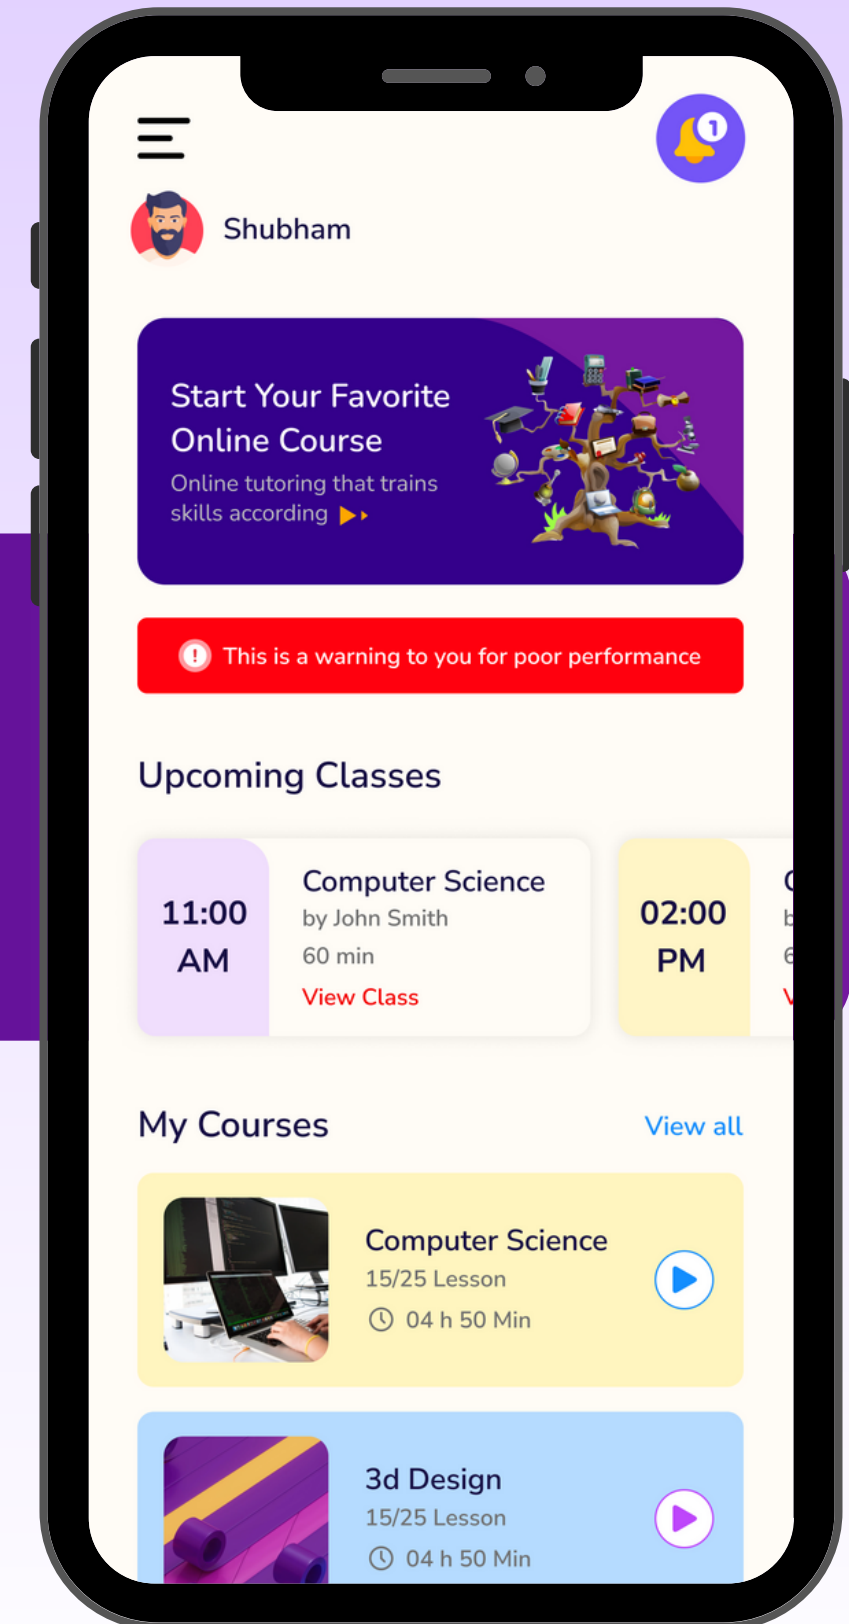 1
Shubham
Start Your Favorite
Online Course
Online tutoring that trains
skills according
This is a warning to you for poor performance
Upcoming Classes
11:00
AM
Computer Science
by John Smith
60 min
View Class
02:00
PM
My Courses
View all
Computer Science
15/25 Lesson
04 h 50 Min
3d Design
15/25 Lesson
04 h 50 Min